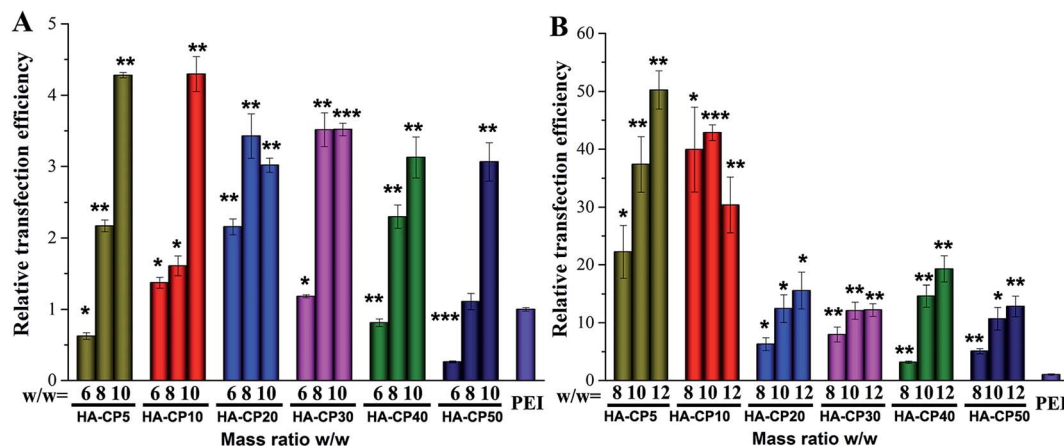 A
Relative transfection efficiency
5
4
3
2
1
0
* ** **
* * **
** ** **
* ** ***
** ** **
*** **
w/w= 6 8 10 6 8 10 6 8 10 6 8 10 6 8 10 6 8 10 PEI
HA-CP5 HA-CP10 HA-CP20 HA-CP30 HA-CP40 HA-CP50
Mass ratio w/w
B
Relative transfection efficiency
60
50
40
30
20
10
0
* ** **
* *** **
* * *
** ** **
** ** **
** * **
w/w= 8 10 12 8 10 12 8 10 12 8 10 12 8 10 12 8 10 12 PEI
HA-CP5 HA-CP10 HA-CP20 HA-CP30 HA-CP40 HA-CP50
Mass ratio w/w